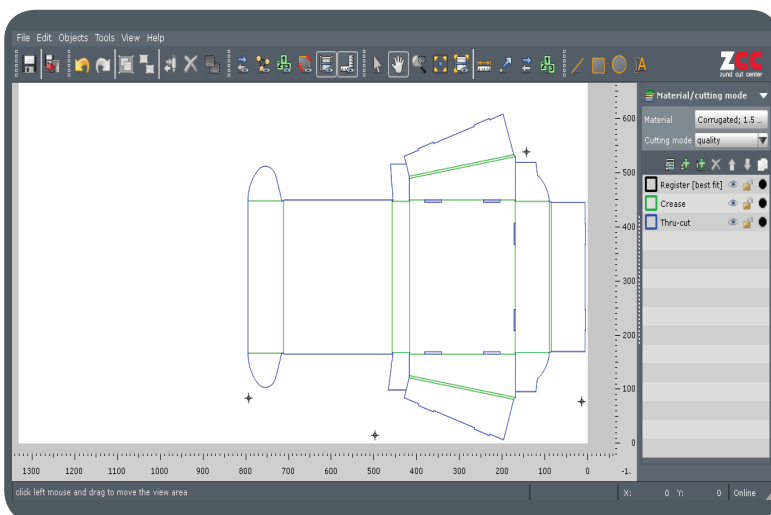 File Edit Objects Tools View Help
ZCC
zund cut center
Material/cutting mode
Material Corrugated; 1.5 ...
Cutting mode quality
Register [best fit]
Crease
Thru-cut
600
500
400
300
200
100
0
1300 1200 1100 1000 900 800 700 600 500 400 300 200 100 0 -1.
click left mouse and drag to move the view area
X: 0 Y: 0 Online